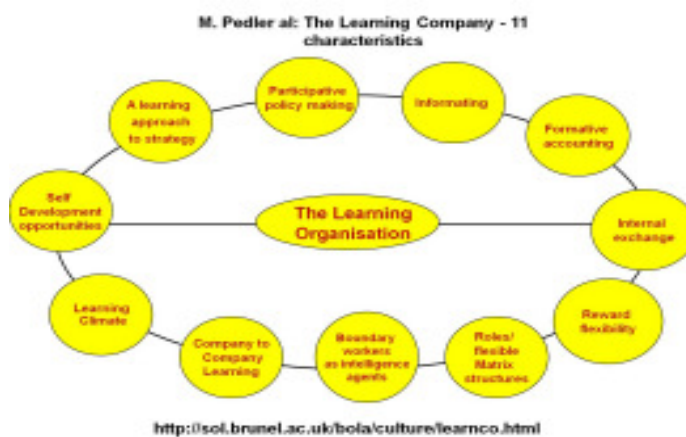 M. Pedler al: The Learning Company - 11
characteristics
A learning
approach
to strategy
Participative
policy making
Informating
Formative
accounting
Self
Development
opportunities
The Learning
Organisation
Internal
exchange
Learning
Climate
Company to
Company
Learning
Boundary
workers
as intelligence
agents
Roles/
flexible
Matrix
structures
Reward
flexibility
http://sol.brunel.ac.uk/bola/culture/learnco.html